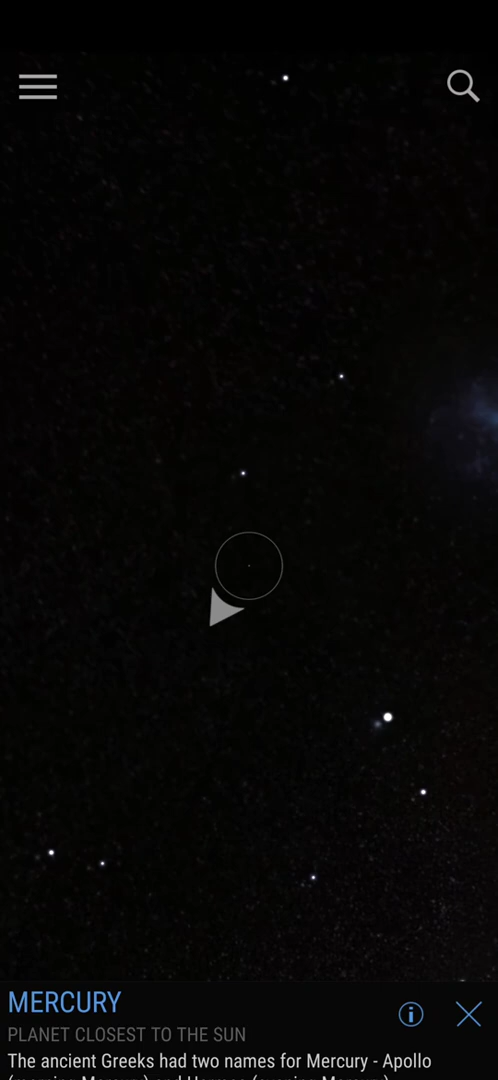 MERCURY
PLANET CLOSEST TO THE SUN
The ancient Greeks had two names for Mercury - Apollo